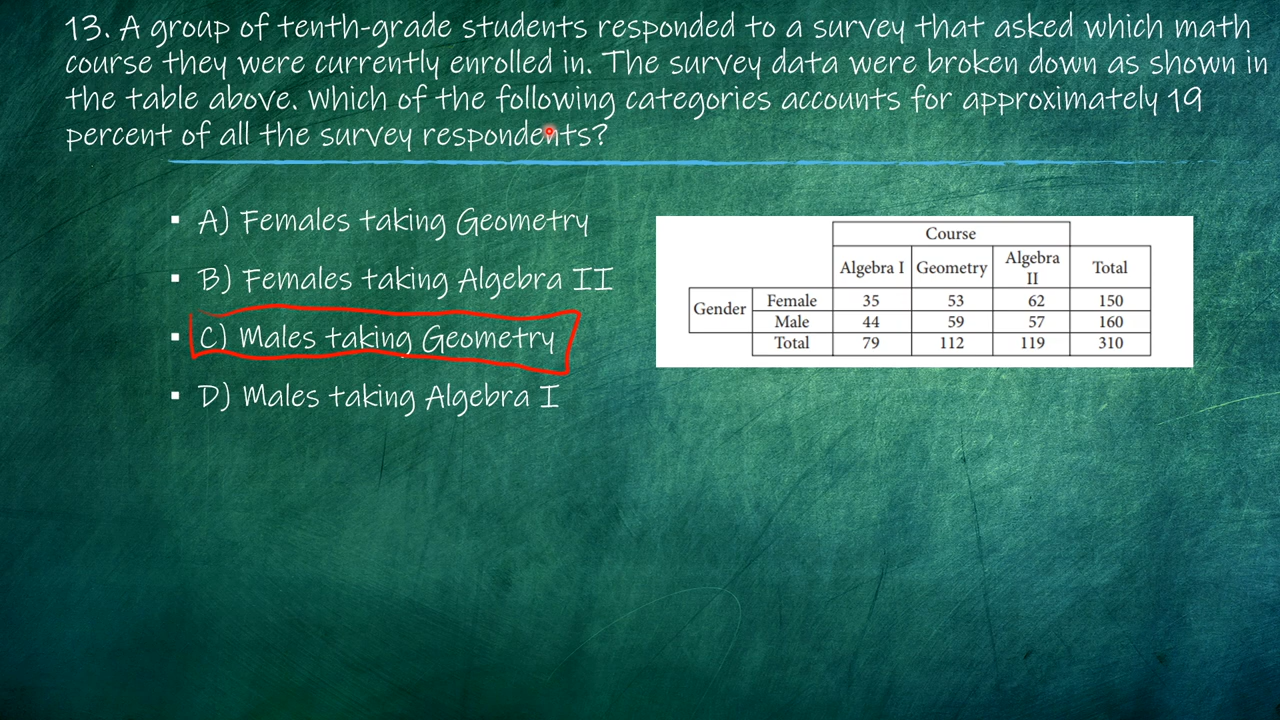 13. A group of tenth-grade students responded to a survey that asked which math
course they were currently enrolled in. The survey data were broken down as shown in
the table above. Which of the following categories accounts for approximately 19
percent of all the survey respondents?
▪ A) Females taking Geometry
▪ B) Females taking Algebra II
▪ C) Males taking Geometry
▪ D) Males taking Algebra I
Course
Algebra I Geometry Algebra II Total
Gender
Female 35 53 62 150
Male 44 59 57 160
Total 79 112 119 310